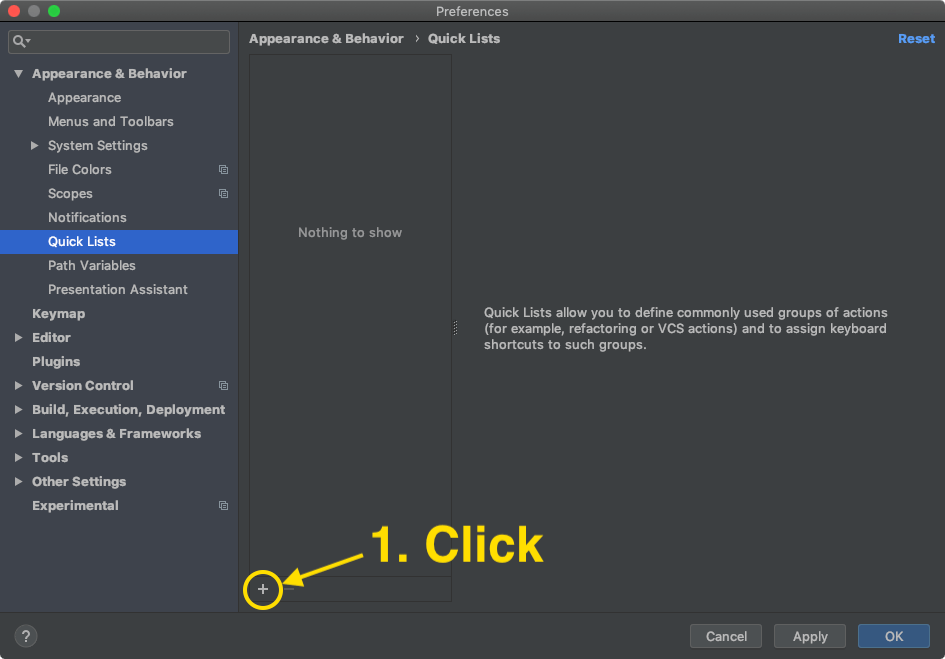 Preferences
Appearance & Behavior › Quick Lists
Reset
Appearance & Behavior
Appearance
Menus and Toolbars
System Settings
File Colors
Scopes
Notifications
Quick Lists
Path Variables
Presentation Assistant
Keymap
Editor
Plugins
Version Control
Build, Execution, Deployment
Languages & Frameworks
Tools
Other Settings
Experimental
Nothing to show
Quick Lists allow you to define commonly used groups of actions
(for example, refactoring or VCS actions) and to assign keyboard
shortcuts to such groups.
1. Click
+
?
Cancel
Apply
OK